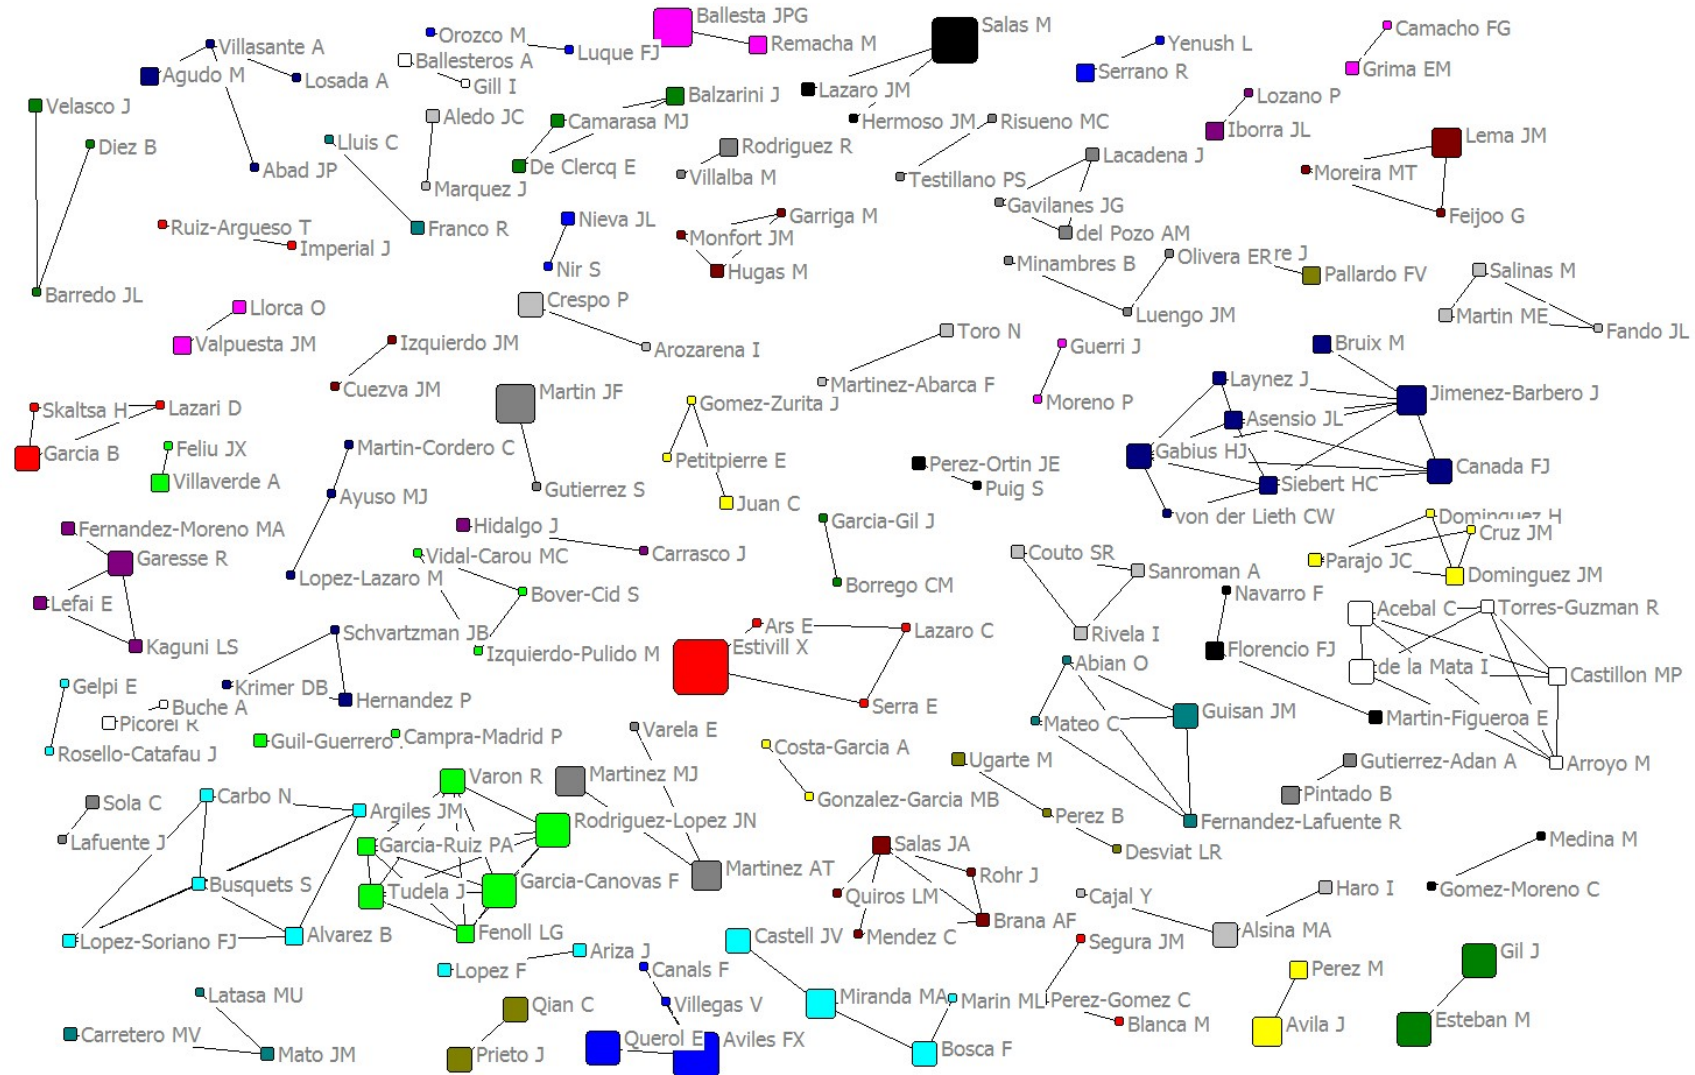 Ballesta JPG
Remacha M
Salas M
Lazaro JM
Hermoso JM
Orozco M
Luque FJ
Ballesteros A
Gill I
Villasante A
Agudo M
Losada A
Abad JP
Yenush L
Serrano R
Camacho FG
Grima EM
Lozano P
Iborra JL
Velasco J
Diez B
Barredo JL
Aledo JC
Marquez J
Balzarini J
Camarasa MJ
De Clercq E
Lluis C
Franco R
Rodriguez R
Villalba M
Risueno MC
Testillano PS
Lacadena J
Gavilanes JG
del Pozo AM
Lema JM
Moreira MT
Feijoo G
Ruiz-Argueso T
Imperial J
Nieva JL
Nir S
Garriga M
Monfort JM
Hugas M
Minambres B
Olivera ER
re J
Pallardo FV
Luengo JM
Salinas M
Martin ME
Fando JL
Llorca O
Valpuesta JM
Crespo P
Arozarena I
Izquierdo JM
Cuezva JM
Toro N
Martinez-Abarca F
Guerri J
Moreno P
Bruix M
Laynez J
Jimenez-Barbero J
Asensio JL
Gabius HJ
Canada FJ
Siebert HC
von der Lieth CW
Skaltsa H
Lazari D
Garcia B
Feliu JX
Villaverde A
Martin JF
Gutierrez S
Gomez-Zurita J
Petitpierre E
Juan C
Martin-Cordero C
Ayuso MJ
Lopez-Lazaro M
Perez-Ortin JE
Puig S
Dominguez H
Cruz JM
Parajo JC
Dominguez JM
Fernandez-Moreno MA
Garesse R
Lefai E
Kaguni LS
Hidalgo J
Carrasco J
Garcia-Gil J
Borrego CM
Vidal-Carou MC
Bover-Cid S
Izquierdo-Pulido M
Couto SR
Sanroman A
Rivela I
Navarro F
Florencio FJ
Martin-Figueroa E
Acebal C
Torres-Guzman R
de la Mata I
Castillon MP
Arroyo M
Schvartzman JB
Krimer DB
Hernandez P
Ars E
Estivill X
Lazaro C
Serra E
Abian O
Mateo C
Guisan JM
Fernandez-Lafuente R
Gelpi E
Rosello-Catafau J
Buche A
Picorel R
Guil-Guerrero
Campra-Madrid P
Varela E
Martinez MJ
Martinez AT
Costa-Garcia A
Gonzalez-Garcia MB
Ugarte M
Perez B
Desviat LR
Gutierrez-Adan A
Pintado B
Sola C
Lafuente J
Carbo N
Argiles JM
Busquets S
Lopez-Soriano FJ
Alvarez B
Varon R
Rodriguez-Lopez JN
Garcia-Ruiz PA
Tudela J
Garcia-Canovas F
Fenoll LG
Salas JA
Rohr J
Quiros LM
Brana AF
Mendez C
Medina M
Gomez-Moreno C
Cajal Y
Haro I
Alsina MA
Lopez F
Ariza J
Castell JV
Miranda MA
Marin ML
Bosca F
Segura JM
Perez-Gomez C
Blanca M
Perez M
Avila J
Gil J
Esteban M
Latasa MU
Carretero MV
Mato JM
Qian C
Prieto J
Canals F
Villegas V
Querol E
Aviles FX